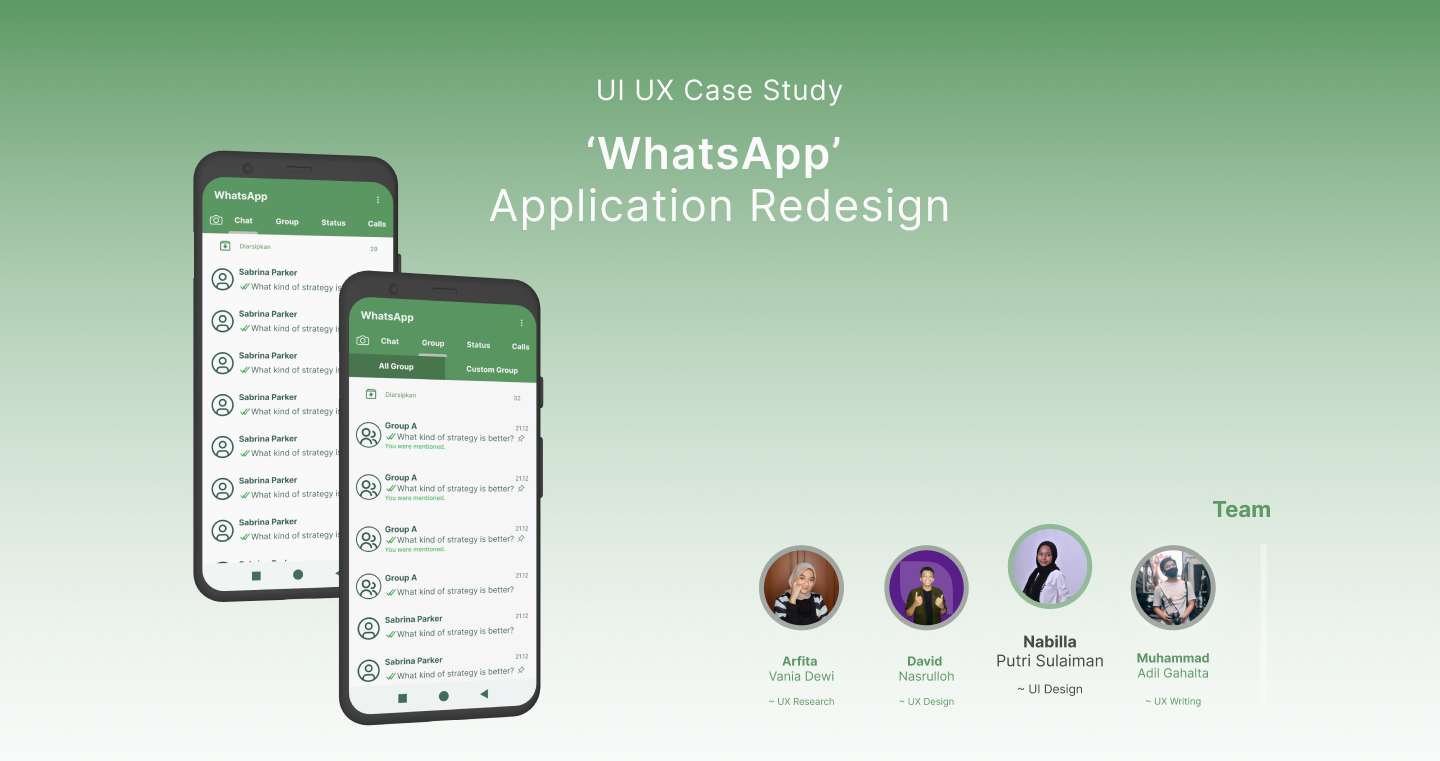 UI UX Case Study
‘WhatsApp’
Application Redesign
WhatsApp
Chat Group Status Calls
Diarsipkan 29
Sabrina Parker
What kind of strategy is
Sabrina Parker
What kind of strategy is
Sabrina Parker
What kind of strategy is
Sabrina Parker
What kind of strategy is
Sabrina Parker
What kind of strategy is
Sabrina Parker
What kind of strategy is
Sabrina Parker
What kind of strategy is
WhatsApp
Chat Group Status Calls
All Group Custom Group
Diarsipkan 32
Group A 21.12
What kind of strategy is better?
You were mentioned.
Group A 21.12
What kind of strategy is better?
You were mentioned.
Group A 21.12
What kind of strategy is better?
You were mentioned.
Group A 21.12
What kind of strategy is better?
Sabrina Parker 21.12
What kind of strategy is better?
Sabrina Parker 21.12
What kind of strategy is better?
Team
Arfita
Vania Dewi
~ UX Research
David
Nasrulloh
~ UX Design
Nabilla
Putri Sulaiman
~ UI Design
Muhammad
Adil Gahalta
~ UX Writing